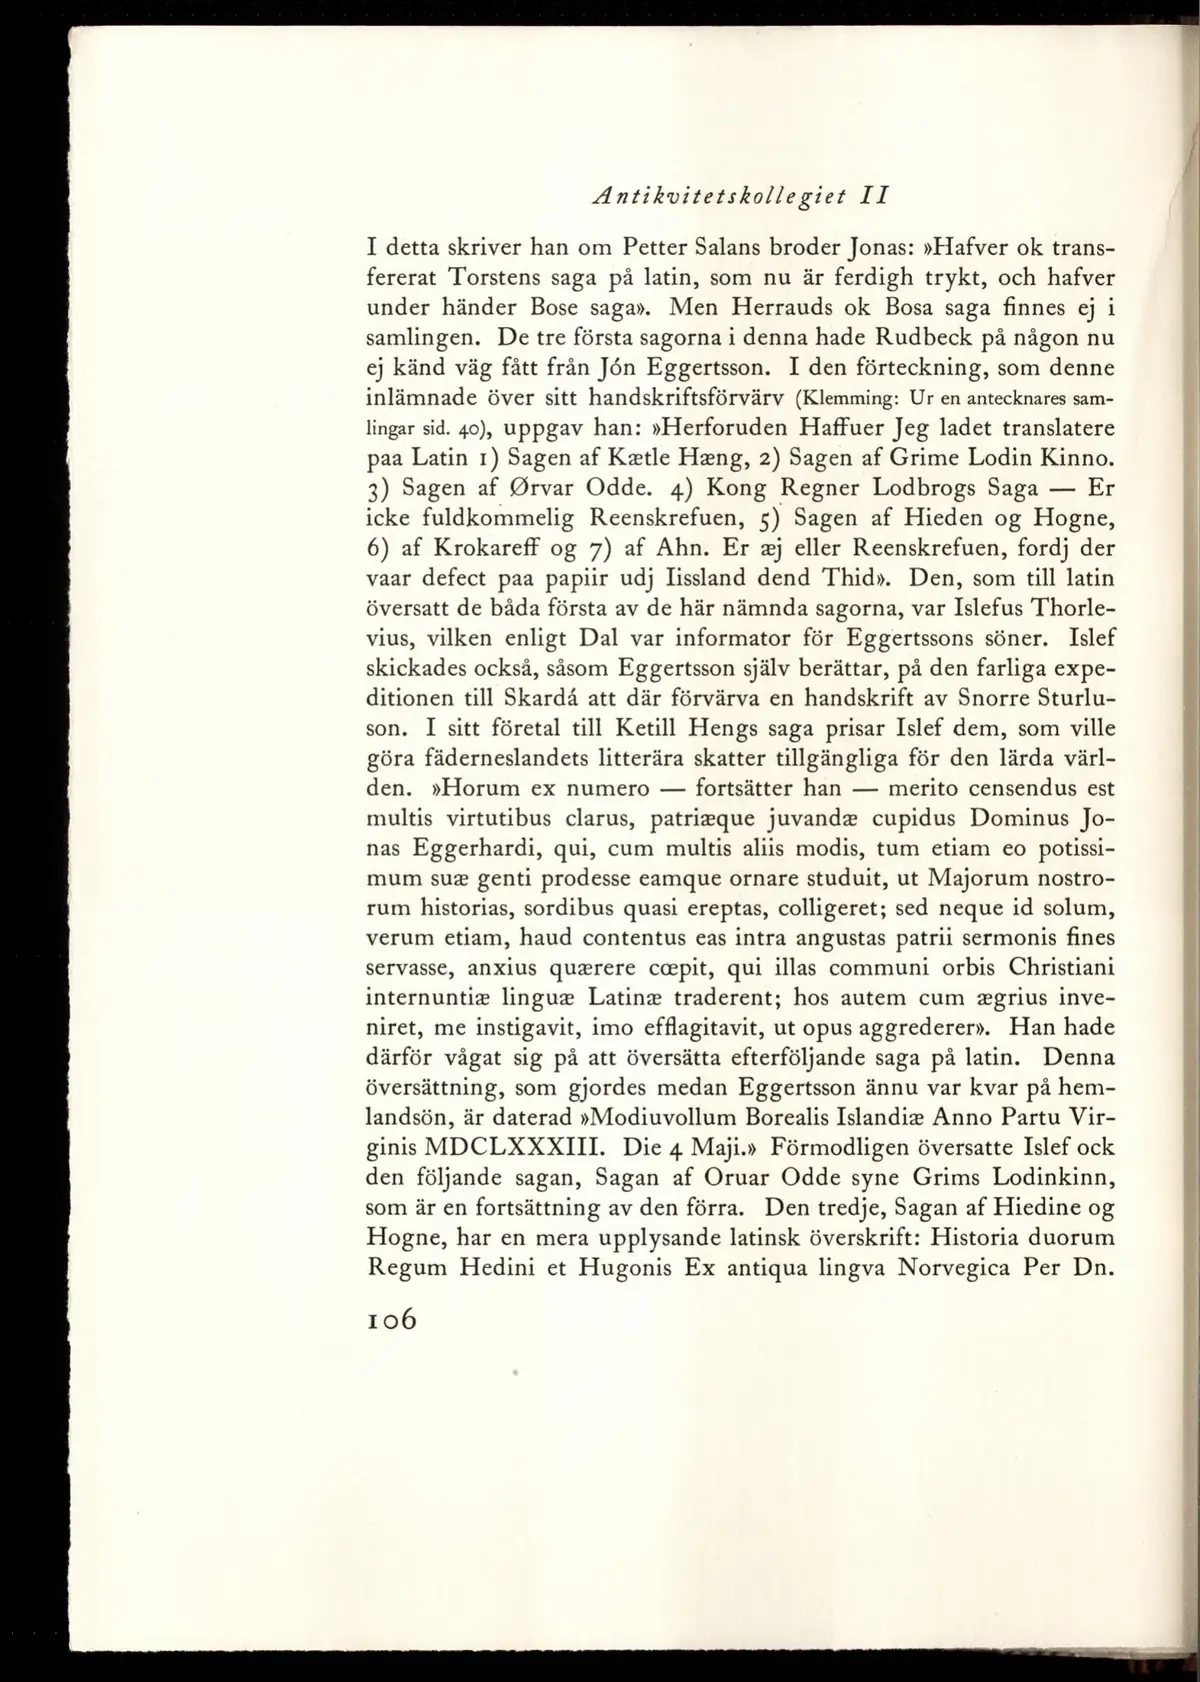 Antikvitetskollegiet II
I detta skriver han om Petter Salans broder Jonas: »Hafver ok trans-
fererat Torstens saga på latin, som nu är ferdigh trykt, och hafver
under händer Bose saga». Men Herrauds ok Bosa saga finnes ej i
samlingen. De tre första sagorna i denna hade Rudbeck på någon nu
ej känd väg fått från Jón Eggertsson. I den förteckning, som denne
inlämnade över sitt handskriftsförvärv (Klemming: Ur en antecknares sam-
lingar sid. 40), uppgav han: »Herforuden Haffuer Jeg ladet translatere
paa Latin 1) Sagen af Kætle Hæng, 2) Sagen af Grime Lodin Kinno.
3) Sagen af Ørvar Odde. 4) Kong Regner Lodbrogs Saga — Er
icke fuldkommelig Reenskrefuen, 5) Sagen af Hieden og Hogne,
6) af Krokareff og 7) af Ahn. Er æj eller Reenskrefuen, fordj der
vaar defect paa papiir udj Iissland dend Thid». Den, som till latin
översatt de båda första av de här nämnda sagorna, var Islefus Thorle-
vius, vilken enligt Dal var informator för Eggertssons söner. Islef
skickades också, såsom Eggertsson själv berättar, på den farliga expe-
ditionen till Skardá att där förvärva en handskrift av Snorre Sturlu-
son. I sitt företal till Ketill Hengs saga prisar Islef dem, som ville
göra fäderneslandets litterära skatter tillgängliga för den lärda värl-
den. »Horum ex numero — fortsätter han — merito censendus est
multis virtutibus clarus, patriæque juvandæ cupidus Dominus Jo-
nas Eggerhardi, qui, cum multis aliis modis, tum etiam eo potissi-
mum suæ genti prodesse eamque ornare studuit, ut Majorum nostro-
rum historias, sordibus quasi ereptas, colligeret; sed neque id solum,
verum etiam, haud contentus eas intra angustas patrii sermonis fines
servasse, anxius quærere cœpit, qui illas communi orbis Christiani
internuntiæ linguæ Latinæ traderent; hos autem cum ægrius inve-
niret, me instigavit, imo efflagitavit, ut opus aggrederer». Han hade
därför vågat sig på att översätta efterföljande saga på latin. Denna
översättning, som gjordes medan Eggertsson ännu var kvar på hem-
landsön, är daterad »Modiuvollum Borealis Islandiæ Anno Partu Vir-
ginis MDCLXXXIII. Die 4 Maji.» Förmodligen översatte Islef ock
den följande sagan, Sagan af Oruar Odde syne Grims Lodinkinn,
som är en fortsättning av den förra. Den tredje, Sagan af Hiedine og
Hogne, har en mera upplysande latinsk överskrift: Historia duorum
Regum Hedini et Hugonis Ex antiqua lingva Norvegica Per Dn.
106